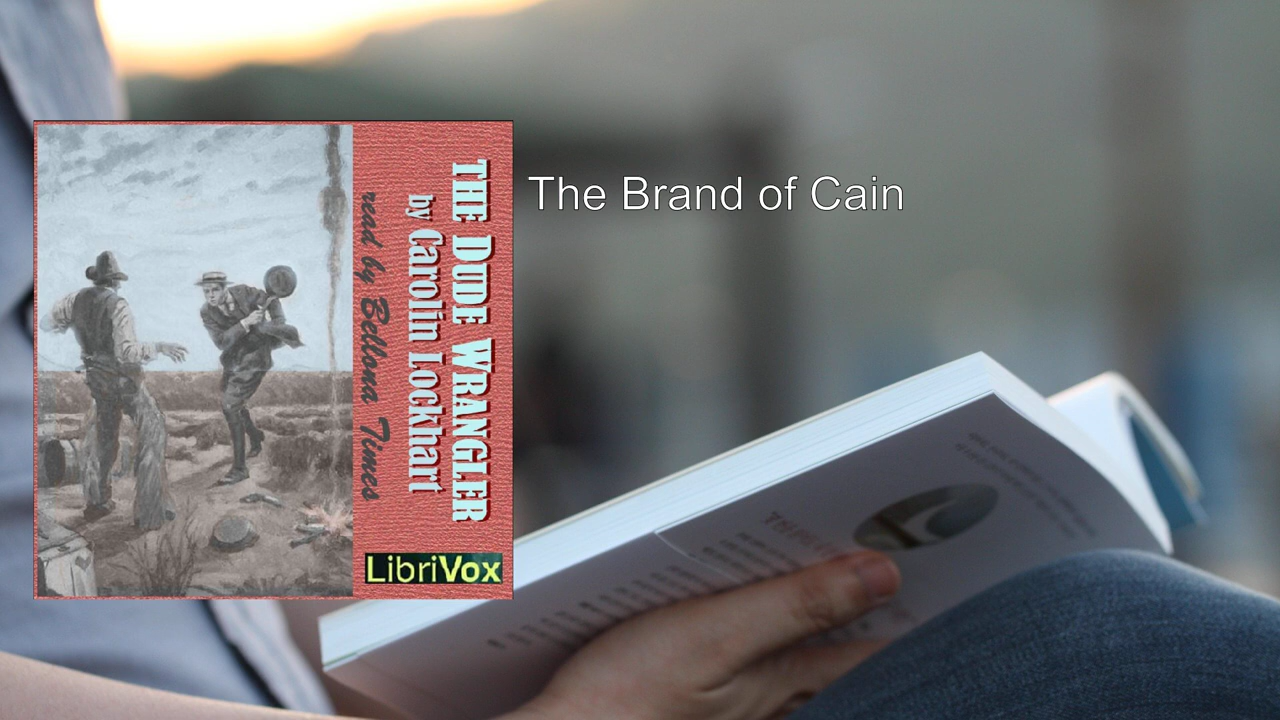 THE DUDE WRANGLER
by Carolin Lockhart
read by Bellona Times
LibriVox
The Brand of Cain